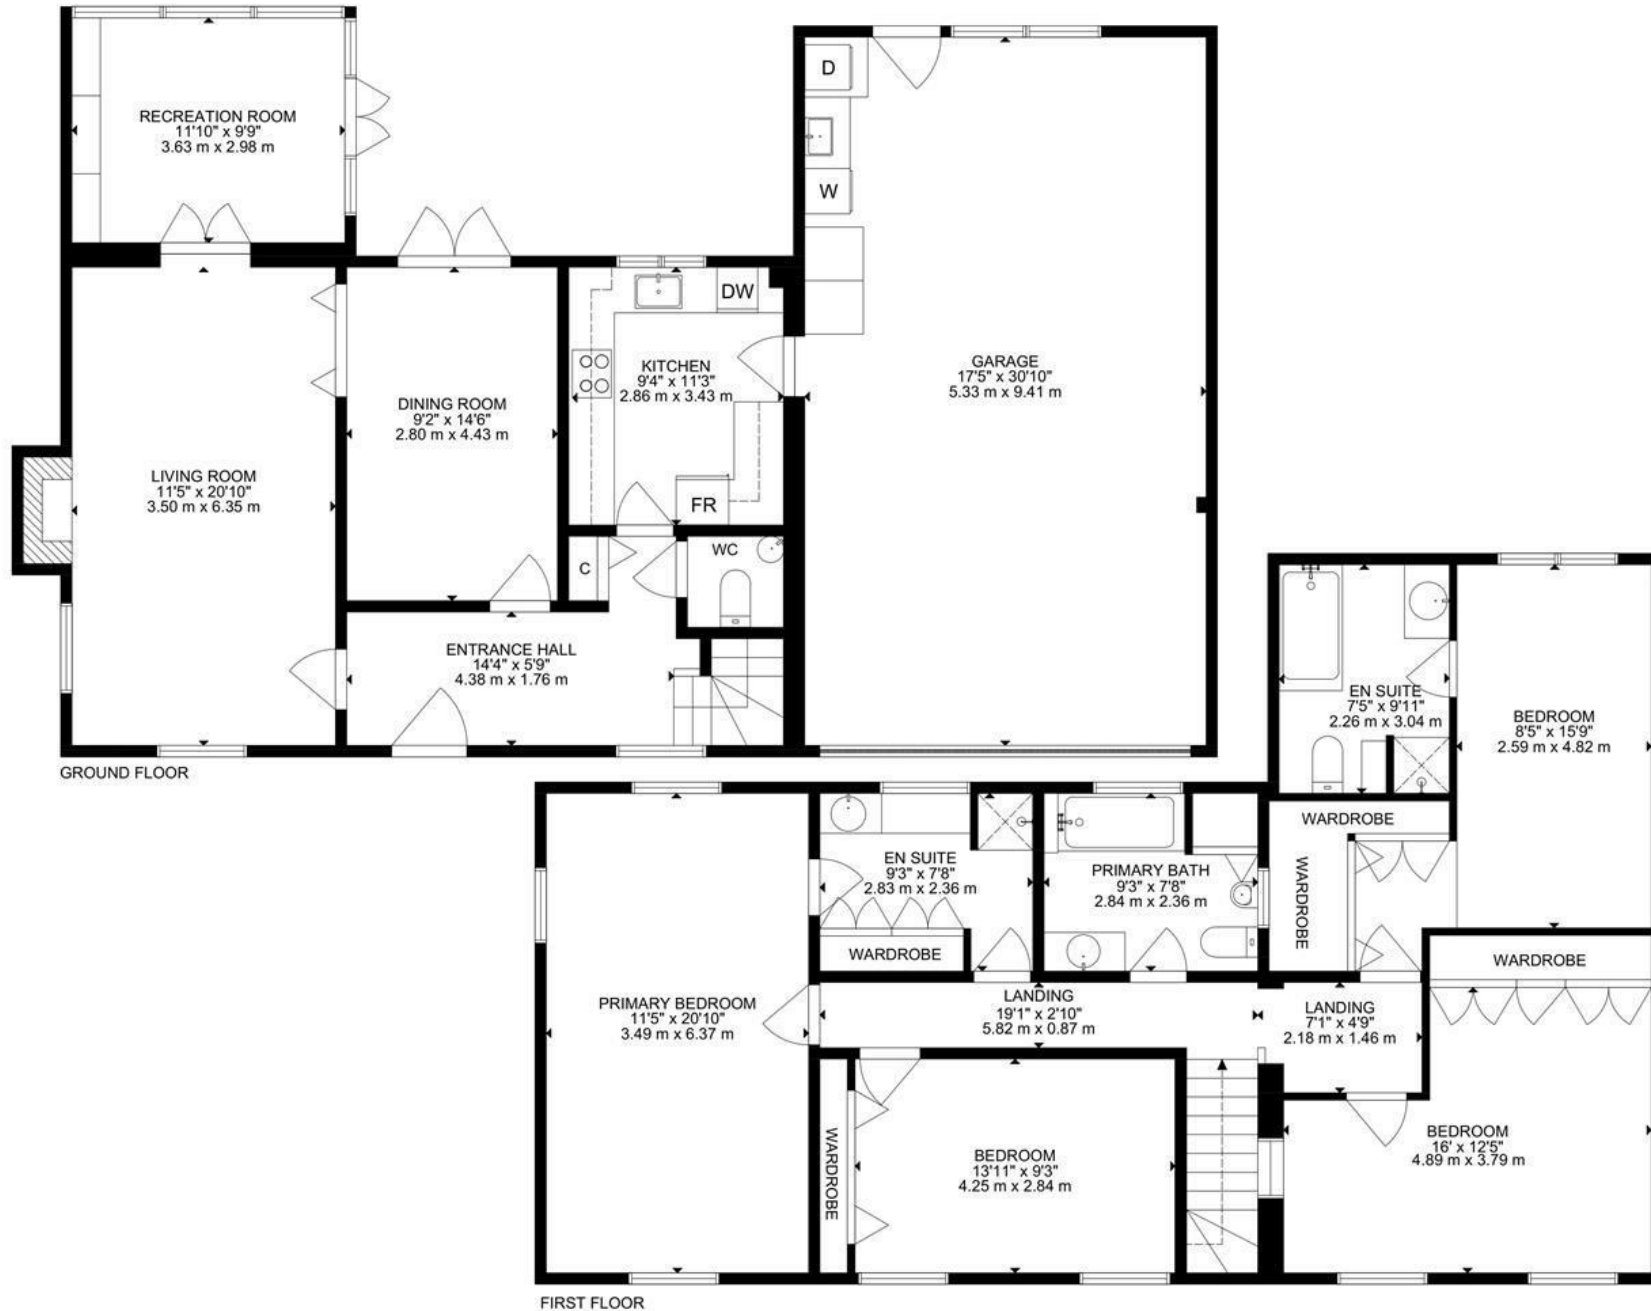 RECREATION ROOM
11'10" x 9'9"
3.63 m x 2.98 m
D
W
GARAGE
17'5" x 30'10"
5.33 m x 9.41 m
KITCHEN
9'4" x 11'3"
2.86 m x 3.43 m
DW
FR
DINING ROOM
9'2" x 14'6"
2.80 m x 4.43 m
LIVING ROOM
11'5" x 20'10"
3.50 m x 6.35 m
C
WC
ENTRANCE HALL
14'4" x 5'9"
4.38 m x 1.76 m
GROUND FLOOR
EN SUITE
7'5" x 9'11"
2.26 m x 3.04 m
BEDROOM
8'5" x 15'9"
2.59 m x 4.82 m
WARDROBE
WARDROBE
EN SUITE
9'3" x 7'8"
2.83 m x 2.36 m
WARDROBE
PRIMARY BATH
9'3" x 7'8"
2.84 m x 2.36 m
WARDROBE
PRIMARY BEDROOM
11'5" x 20'10"
3.49 m x 6.37 m
LANDING
19'1" x 2'10"
5.82 m x 0.87 m
LANDING
7'1" x 4'9"
2.18 m x 1.46 m
WARDROBE
BEDROOM
13'11" x 9'3"
4.25 m x 2.84 m
BEDROOM
16' x 12'5"
4.89 m x 3.79 m
FIRST FLOOR